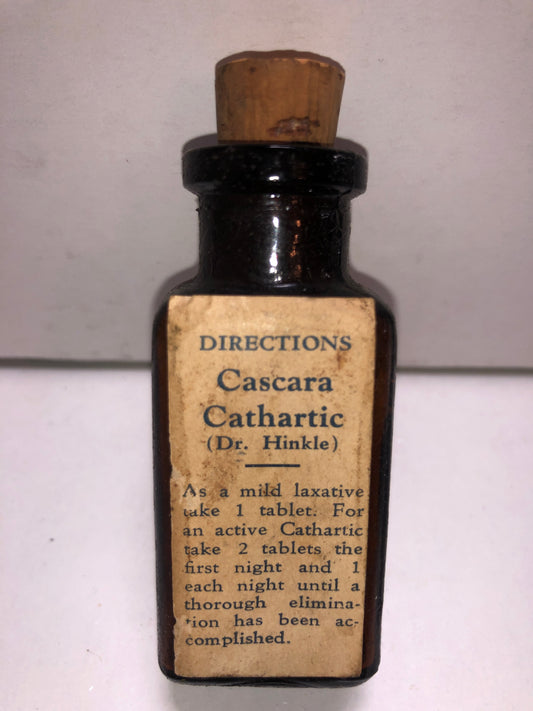 DIRECTIONS
Cascara
Cathartic
(Dr. Hinkle)
As a mild laxative
take 1 tablet. For
an active Cathartic
take 2 tablets the
first night and 1
each night until a
thorough elimina-
tion has been ac-
complished.